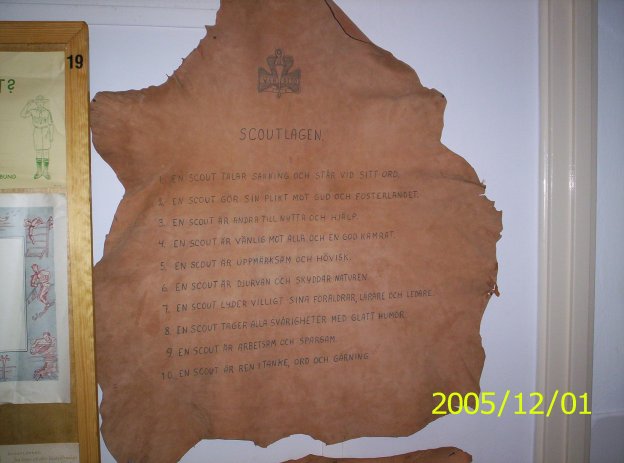 19
SCOUTLAGEN.
1. EN SCOUT TALAR SANNING OCH STÅR VID SITT ORD.
2. EN SCOUT GÖR SIN PLIKT MOT GUD OCH FOSTERLANDET.
3. EN SCOUT ÄR ANDRA TILL NYTTA OCH HJÄLP.
4. EN SCOUT ÄR VÄNLIG MOT ALLA OCH EN GOD KAMRAT.
5. EN SCOUT ÄR UPPMÄRKSAM OCH HÖVISK.
6. EN SCOUT ÄR DJURVÄN OCH SKYDDAR NATUREN.
7. EN SCOUT LYDER VILLIGT SINA FÖRÄLDRAR, LÄRARE OCH LEDARE.
8. EN SCOUT TAGER ALLA SVÅRIGHETER MED GLATT HUMÖR.
9. EN SCOUT ÄR ARBETSAM OCH SPARSAM.
10. EN SCOUT ÄR REN I TANKE, ORD OCH GÄRNING.
2005/12/01